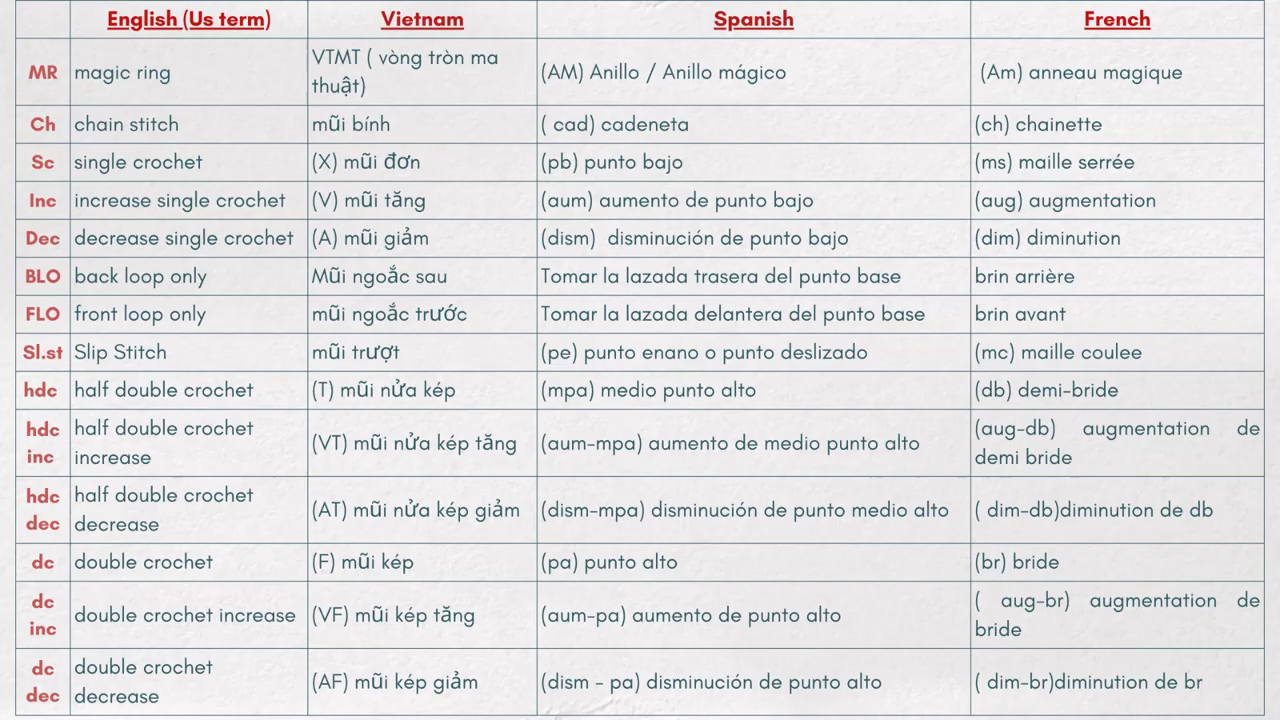 English (Us term) Vietnam Spanish French
MR magic ring VTMT ( vòng tròn ma thuật) (AM) Anillo / Anillo mágico (Am) anneau magique
Ch chain stitch mũi bính (cad) cadeneta (ch) chainette
Sc single crochet (X) mũi đơn (pb) punto bajo (ms) maille serrée
Inc increase single crochet (V) mũi tăng (aum) aumento de punto bajo (aug) augmentation
Dec decrease single crochet (A) mũi giảm (dism) disminución de punto bajo (dim) diminution
BLO back loop only Mũi ngoắc sau Tomar la lazada trasera del punto base brin arrière
FLO front loop only mũi ngoắc trước Tomar la lazada delantera del punto base brin avant
Sl.st Slip Stitch mũi trượt (pe) punto enano o punto deslizado (mc) maille coulee
hdc half double crochet (T) mũi nửa kép (mpa) medio punto alto (db) demi-bride
hdc inc half double crochet increase (VT) mũi nửa kép tăng (aum-mpa) aumento de medio punto alto (aug-db) augmentation de demi bride
hdc dec half double crochet decrease (AT) mũi nửa kép giảm (dism-mpa) disminución de punto medio alto ( dim-db)diminution de db
dc double crochet (F) mũi kép (pa) punto alto (br) bride
dc inc double crochet increase (VF) mũi kép tăng (aum-pa) aumento de punto alto ( aug-br) augmentation de bride
dc dec double crochet decrease (AF) mũi kép giảm (dism - pa) disminución de punto alto ( dim-br)diminution de br